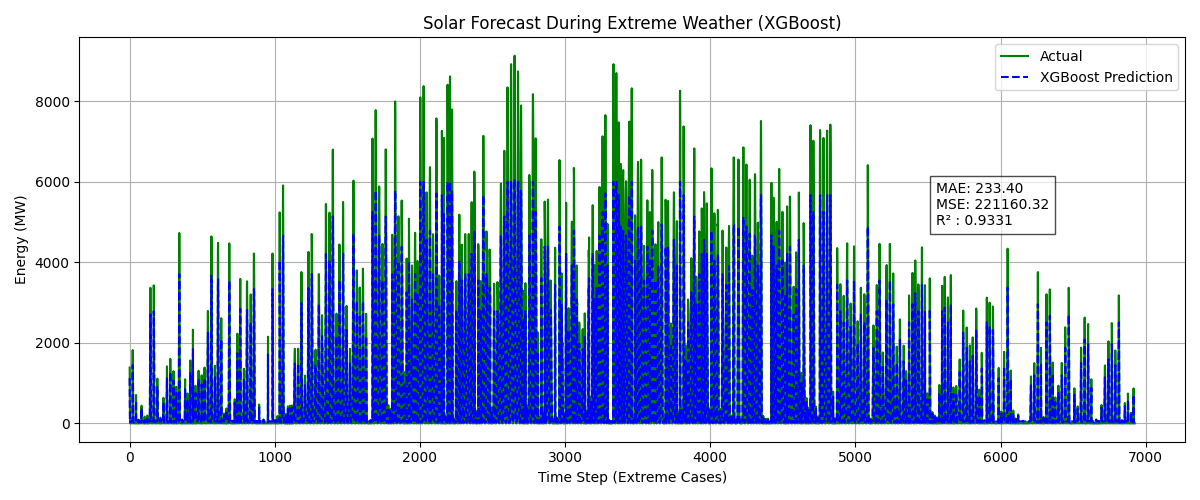 Solar Forecast During Extreme Weather (XGBoost)
Actual
XGBoost Prediction
MAE: 233.40
MSE: 221160.32
R² : 0.9331
Energy (MW)
8000
6000
4000
2000
0
0 1000 2000 3000 4000 5000 6000 7000
Time Step (Extreme Cases)